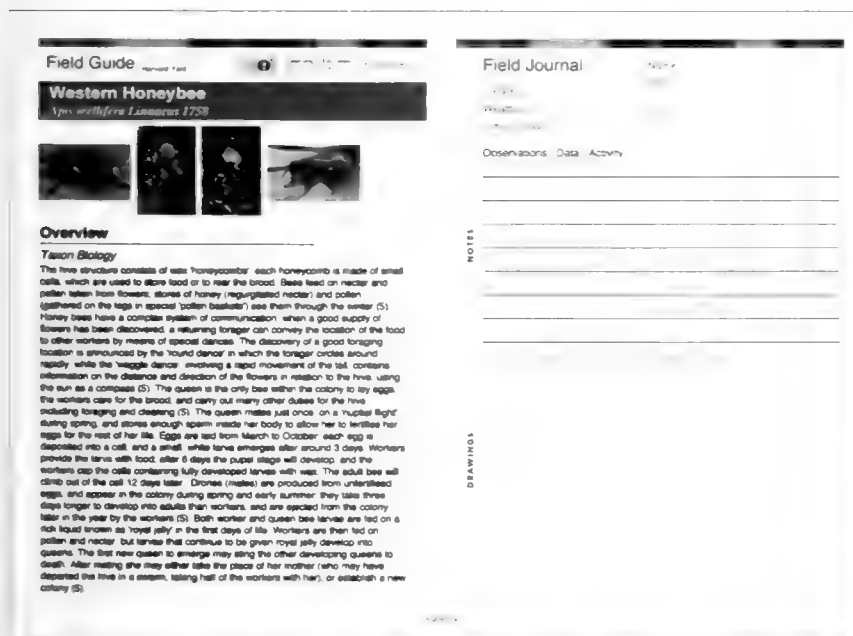 Field Guide
Western Honeybee
Apis mellifera Linnaeus 1758
Overview
Taxon Biology
The hive structure consists of wax 'honeycombs' each honeycomb is made of small
cells, which are used to store food or to rear the brood. Bees feed on nectar and
pollen taken from flowers, stores of honey (regurgitated nectar) and pollen
(gathered on the legs in special 'pollen baskets') see them through the winter (5)
Honey bees have a complex system of communication, when a good supply of
flowers has been discovered, a returning forager can convey the location of the food
to other workers by means of special dances. The discovery of a good foraging
location is announced by the 'round dance' in which the forager circles around
rapidly, while the 'waggle dance' involving a rapid movement of the tail, contains
information on the distance and direction of the flowers in relation to the hive, using
the sun as a compass (5). The queen is the only bee within the colony to lay eggs,
the workers care for the brood, and carry out many other duties for the hive
including foraging and cleaning (5). The queen mates just once, on a 'nuptial flight'
during spring, and stores enough sperm inside her body to allow her to fertilise her
eggs for the rest of her life. Eggs are laid from March to October each egg is
deposited into a cell, and a small, white larva emerges after around 3 days. Workers
provide the larva with food, after 6 days the pupal stage will develop, and the
workers cap the cells containing fully developed larvae with wax. The adult bee will
climb out of the cell 12 days later. Drones (males) are produced from unfertilised
eggs, and appear in the colony during spring and early summer they take three
days longer to develop into adults than workers, and are ejected from the colony
later in the year by the workers (5). Both worker and queen bee larvae are fed on a
rich liquid known as 'royal jelly' in the first days of life. Workers are then fed on
pollen and nectar, but larvae that continue to be given royal jelly develop into
queens. The first new queen to emerge may sting the other developing queens to
death. After mating she may either take the place of her mother (who may have
departed the hive in a swarm, taking half of the workers with her), or establish a new
colony (5).
Field Journal
Observations Data Activity
NOTES
DRAWINGS